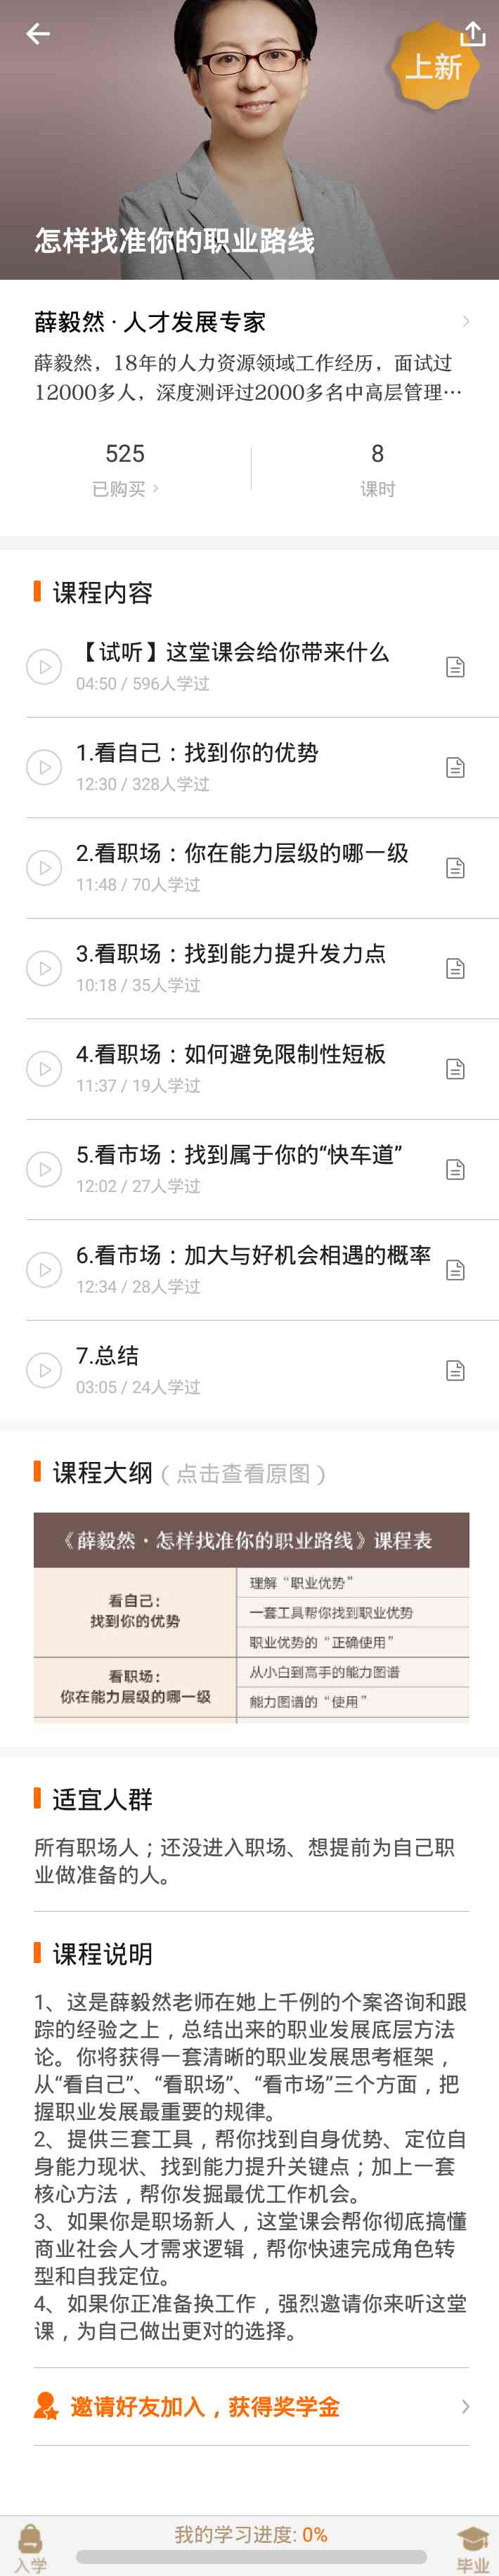 上新
怎样找准你的职业路线
薛毅然 · 人才发展专家
薛毅然，18年的人力资源领域工作经历，面试过
12000多人，深度测评过2000多名中高层管理…
525
已购买
8
课时
课程内容
【试听】这堂课会给你带来什么
04:50 / 596人学过
1.看自己：找到你的优势
12:30 / 328人学过
2.看职场：你在能力层级的哪一级
11:48 / 70人学过
3.看职场：找到能力提升发力点
10:18 / 35人学过
4.看职场：如何避免限制性短板
11:37 / 19人学过
5.看市场：找到属于你的“快车道”
12:02 / 27人学过
6.看市场：加大与好机会相遇的概率
12:34 / 28人学过
7.总结
03:05 / 24人学过
课程大纲（点击查看原图）
《薛毅然 · 怎样找准你的职业路线》课程表
看自己：
找到你的优势
理解“职业优势”
一套工具帮你找到职业优势
职业优势的“正确使用”
看职场：
你在能力层级的哪一级
从小白到高手的能力图谱
能力图谱的“使用”
适宜人群
所有职场人；还没进入职场、想提前为自己职
业做准备的人。
课程说明
1、这是薛毅然老师在她上千例的个案咨询和跟
踪的经验之上，总结出来的职业发展底层方法
论。你将获得一套清晰的职业发展思考框架，
从“看自己”、“看职场”、“看市场”三个方面，把
握职业发展最重要的规律。
2、提供三套工具，帮你找到自身优势、定位自
身能力现状、找到能力提升关键点；加上一套
核心方法，帮你发掘最优工作机会。
3、如果你是职场新人，这堂课会帮你彻底搞懂
商业社会人才需求逻辑，帮你快速完成角色转
型和自我定位。
4、如果你正准备换工作，强烈邀请你来听这堂
课，为自己做出更对的选择。
邀请好友加入，获得奖学金
我的学习进度: 0%
入学
毕业